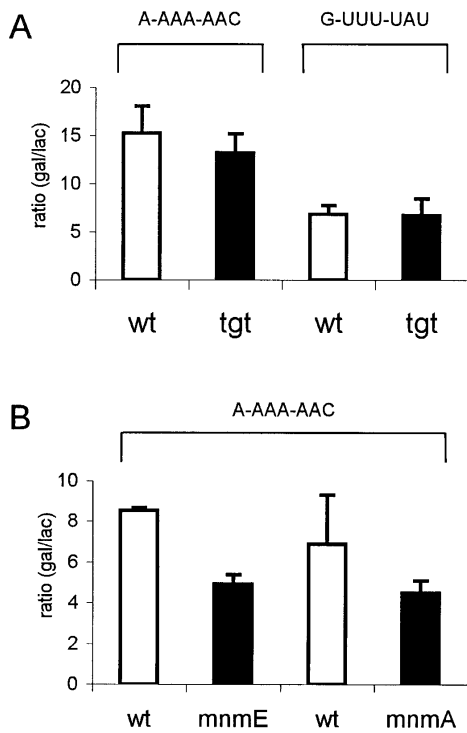 A
A-AAA-AAC G-UUU-UAU
ratio (gal/lac)
20
15
10
5
0
wt tgt wt tgt
B
A-AAA-AAC
ratio (gal/lac)
10
8
6
4
2
0
wt mnmE wt mnmA